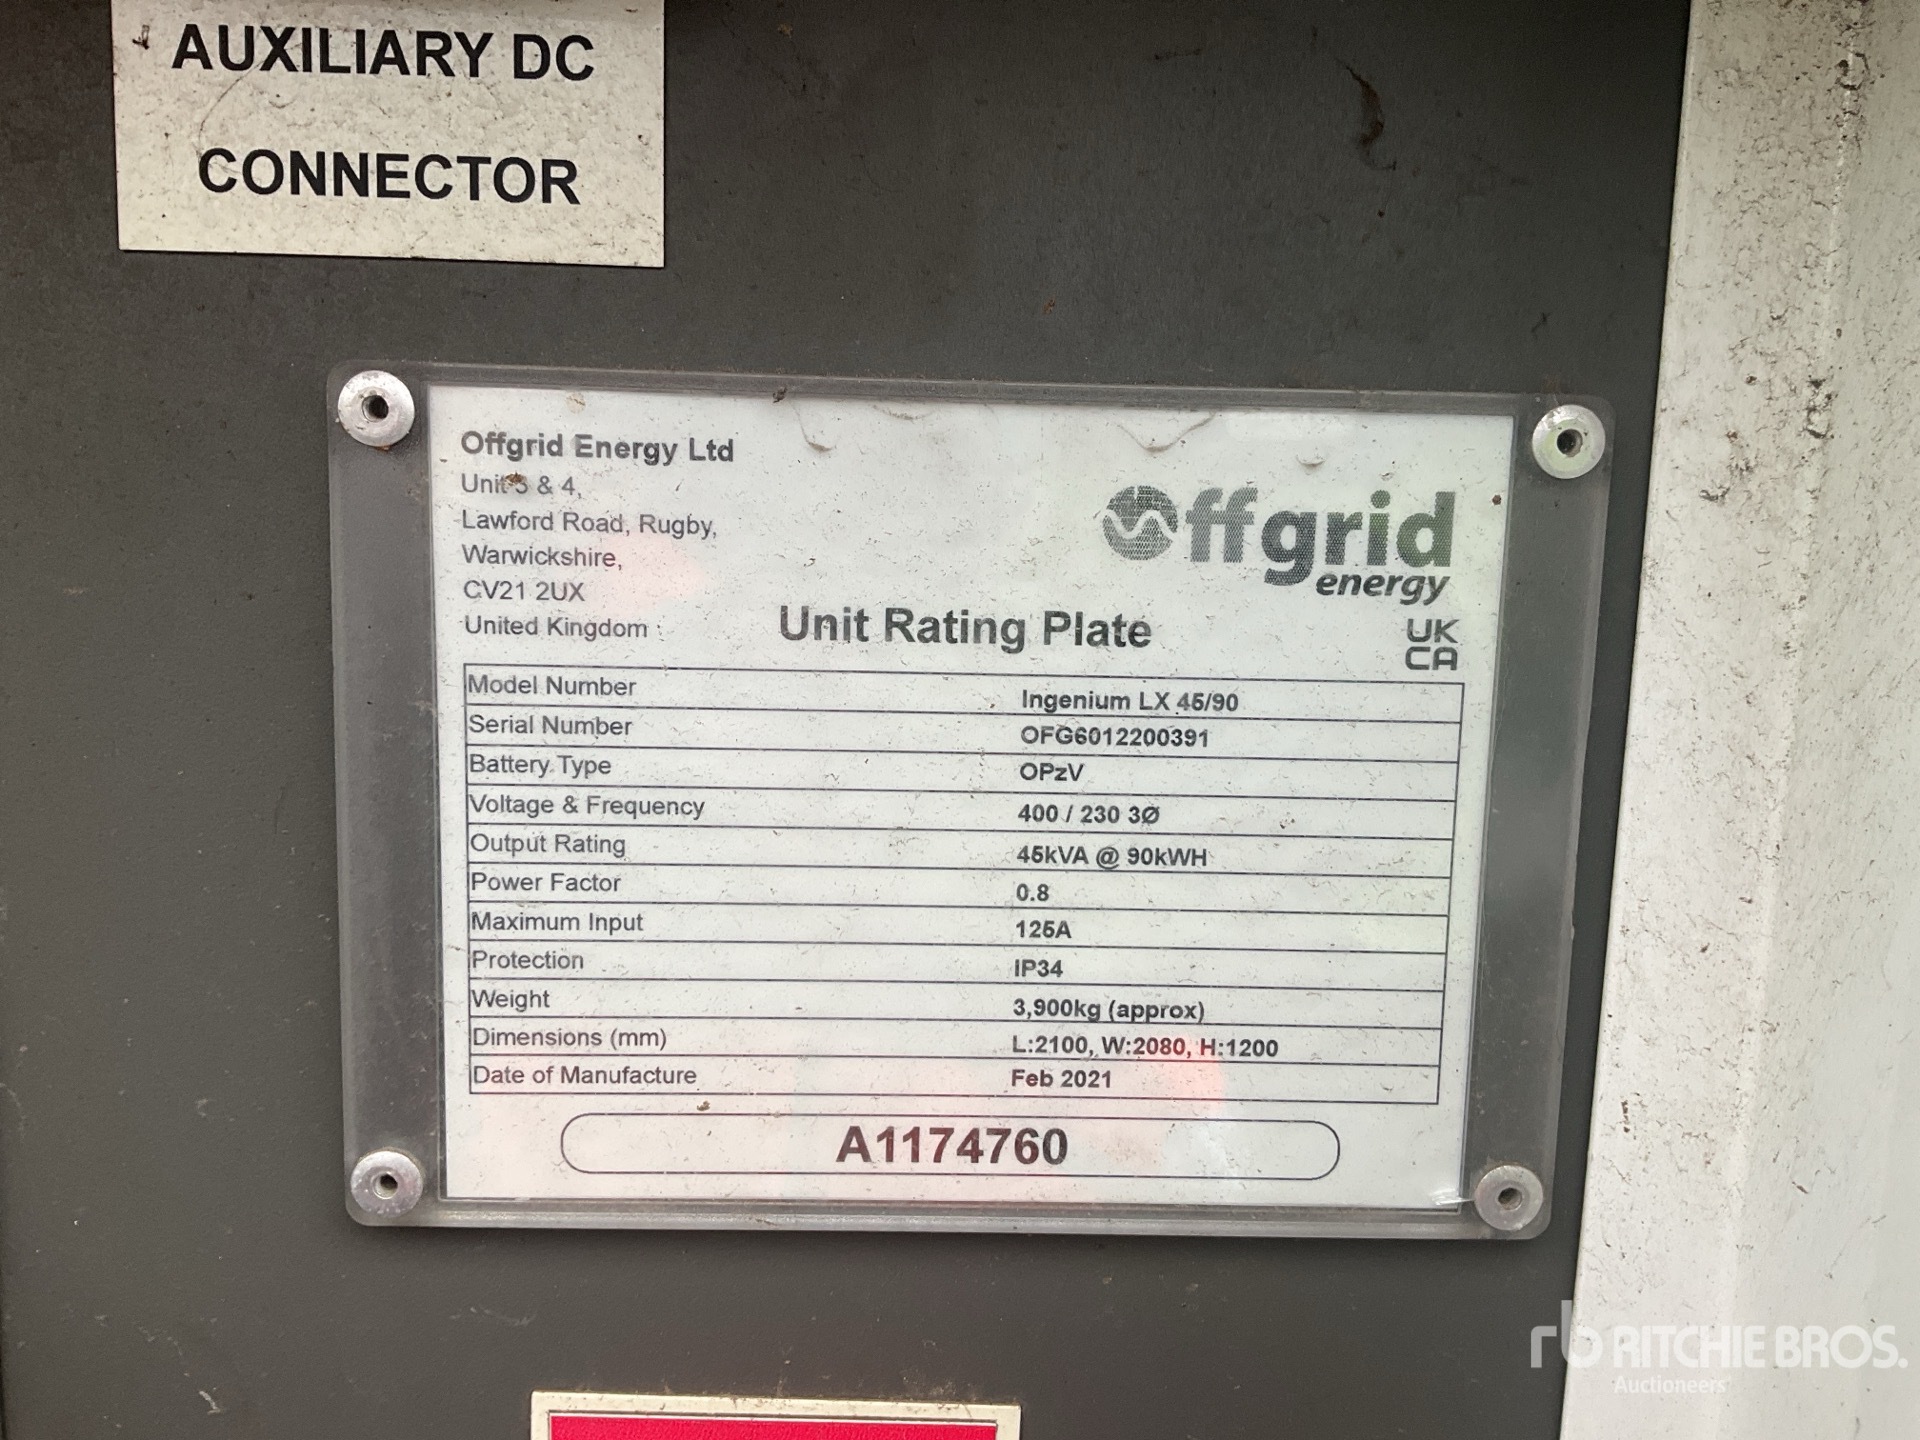 AUXILIARY DC
CONNECTOR
Offgrid Energy Ltd
Unit 3 & 4,
Lawford Road, Rugby,
Warwickshire,
CV21 2UX
United Kingdom
Offgrid
energy
UK
CA
Unit Rating Plate
Model Number Ingenium LX 45/90
Serial Number OFG6012200391
Battery Type OPzV
Voltage & Frequency 400 / 230 3Ø
Output Rating 45kVA @ 90kWH
Power Factor 0.8
Maximum Input 125A
Protection IP34
Weight 3,900kg (approx)
Dimensions (mm) L:2100, W:2080, H:1200
Date of Manufacture Feb 2021
A1174760
rb RITCHIE BROS.
Auctioneers